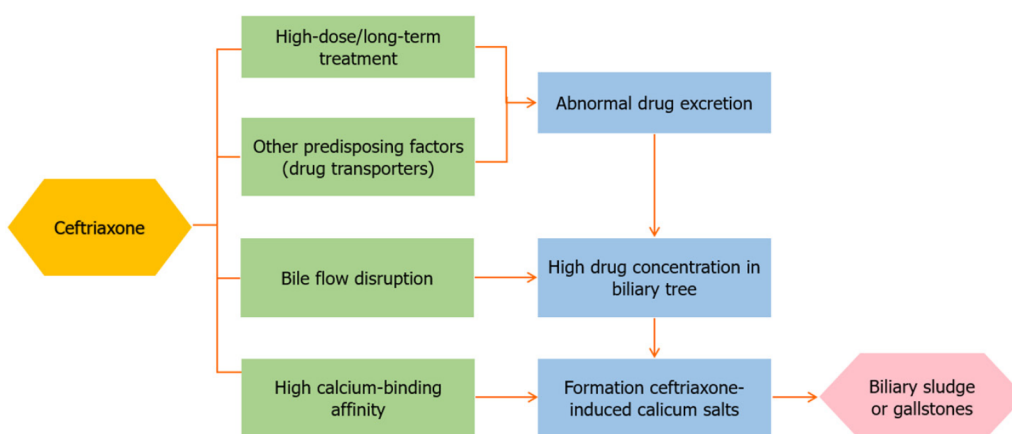 High-dose/long-term
treatment
Abnormal drug excretion
Other predisposing factors
(drug transporters)
Ceftriaxone
Bile flow disruption
High drug concentration in
biliary tree
High calcium-binding
affinity
Formation ceftriaxone-
induced calicum salts
Biliary sludge
or gallstones